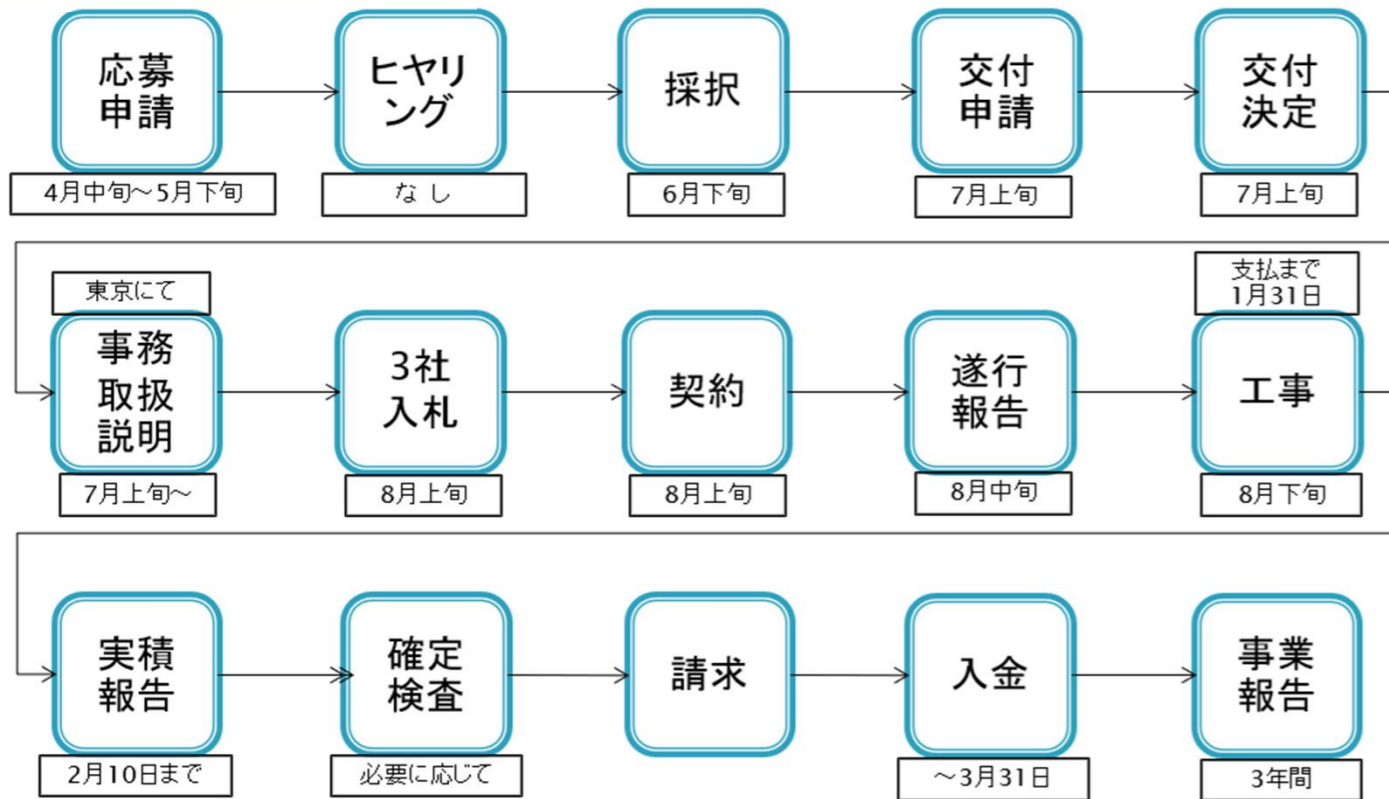 応募
申請
4月中旬～5月下旬
ヒヤリ
ング
なし
採択
6月下旬
交付
申請
7月上旬
交付
決定
7月上旬
東京にて
事務
取扱
説明
7月上旬～
3社
入札
8月上旬
契約
8月上旬
遂行
報告
8月中旬
支払まで
1月31日
工事
8月下旬
実積
報告
2月10日まで
確定
検査
必要に応じて
請求
入金
～3月31日
事業
報告
3年間